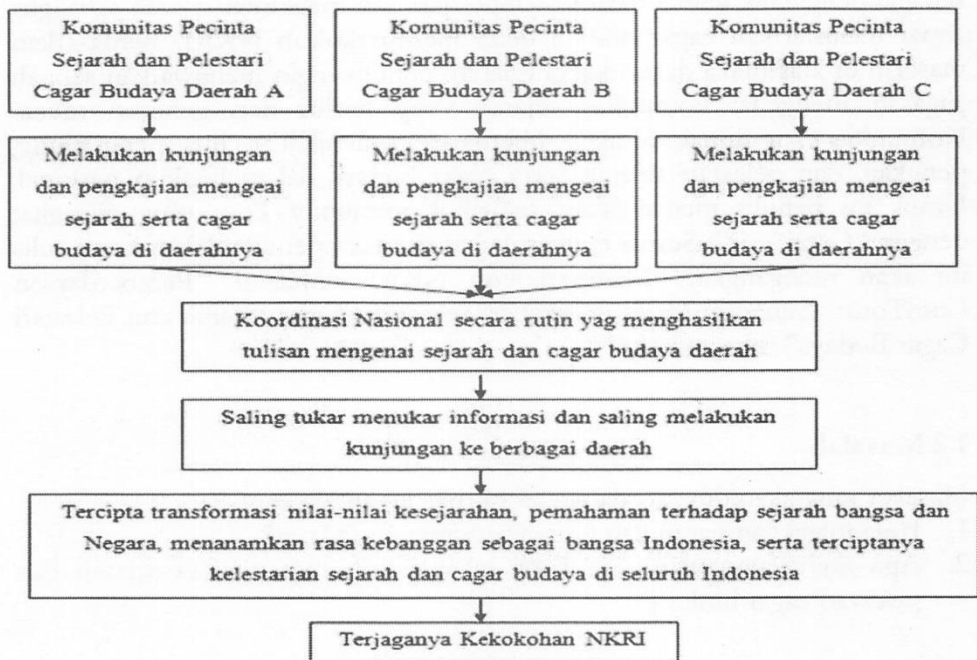 Komunitas Pecinta
Sejarah dan Pelestari
Cagar Budaya Daerah A
Komunitas Pecinta
Sejarah dan Pelestari
Cagar Budaya Daerah B
Komunitas Pecinta
Sejarah dan Pelestari
Cagar Budaya Daerah C
Melakukan kunjungan
dan pengkajian mengeai
sejarah serta cagar
budaya di daerahnya
Melakukan kunjungan
dan pengkajian mengeai
sejarah serta cagar
budaya di daerahnya
Melakukan kunjungan
dan pengkajian mengeai
sejarah serta cagar
budaya di daerahnya
Koordinasi Nasional secara rutin yag menghasilkan
tulisan mengenai sejarah dan cagar budaya daerah
Saling tukar menukar informasi dan saling melakukan
kunjungan ke berbagai daerah
Tercipta transformasi nilai-nilai kesejarahan, pemahaman terhadap sejarah bangsa dan
Negara, menanamkan rasa kebanggan sebagai bangsa Indonesia, serta terciptanya
kelestarian sejarah dan cagar budaya di seluruh Indonesia
Terjaganya Kekokohan NKRI